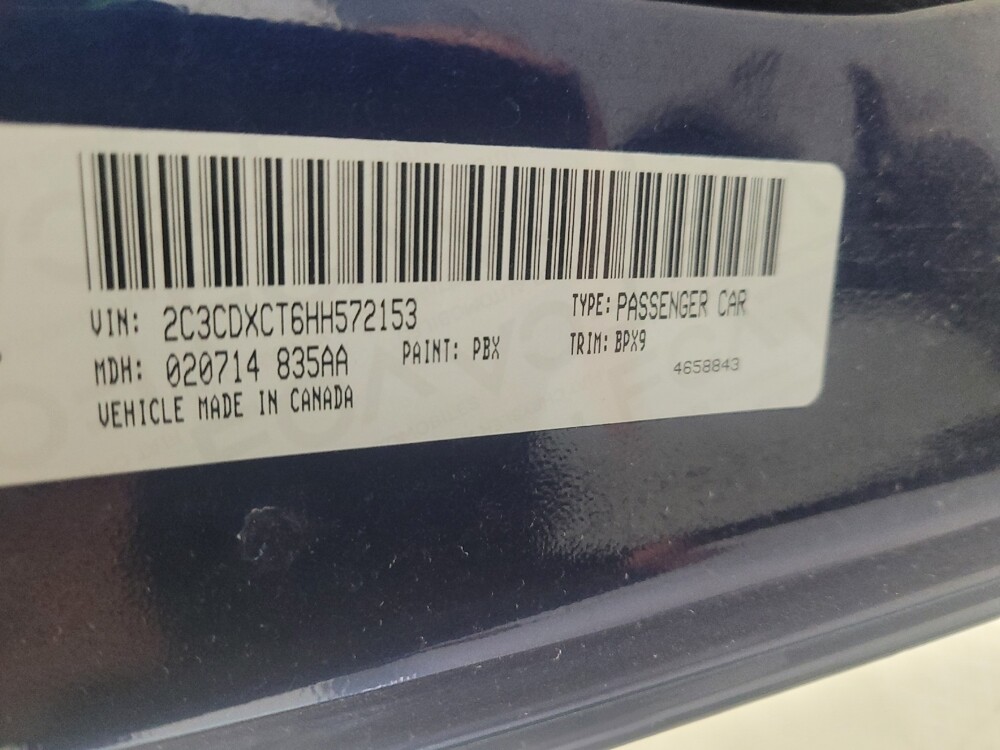 VIN: 2C3CDXCT6HH572153 TYPE: PASSENGER CAR
MDH: 020714 835AA PAINT: PBX TRIM: BPX9
4658843
VEHICLE MADE IN CANADA